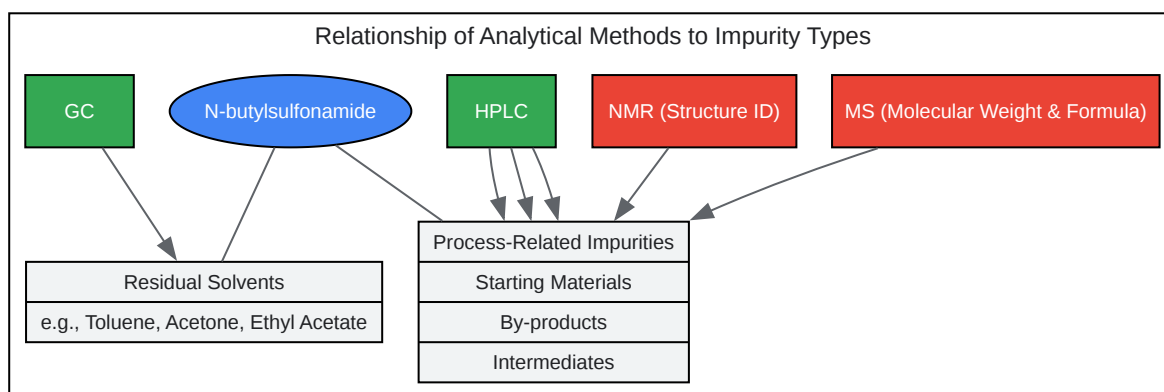 Relationship of Analytical Methods to Impurity Types
GC
N-butylsulfonamide
HPLC
NMR (Structure ID)
MS (Molecular Weight & Formula)
Residual Solvents
e.g., Toluene, Acetone, Ethyl Acetate
Process-Related Impurities
Starting Materials
By-products
Intermediates